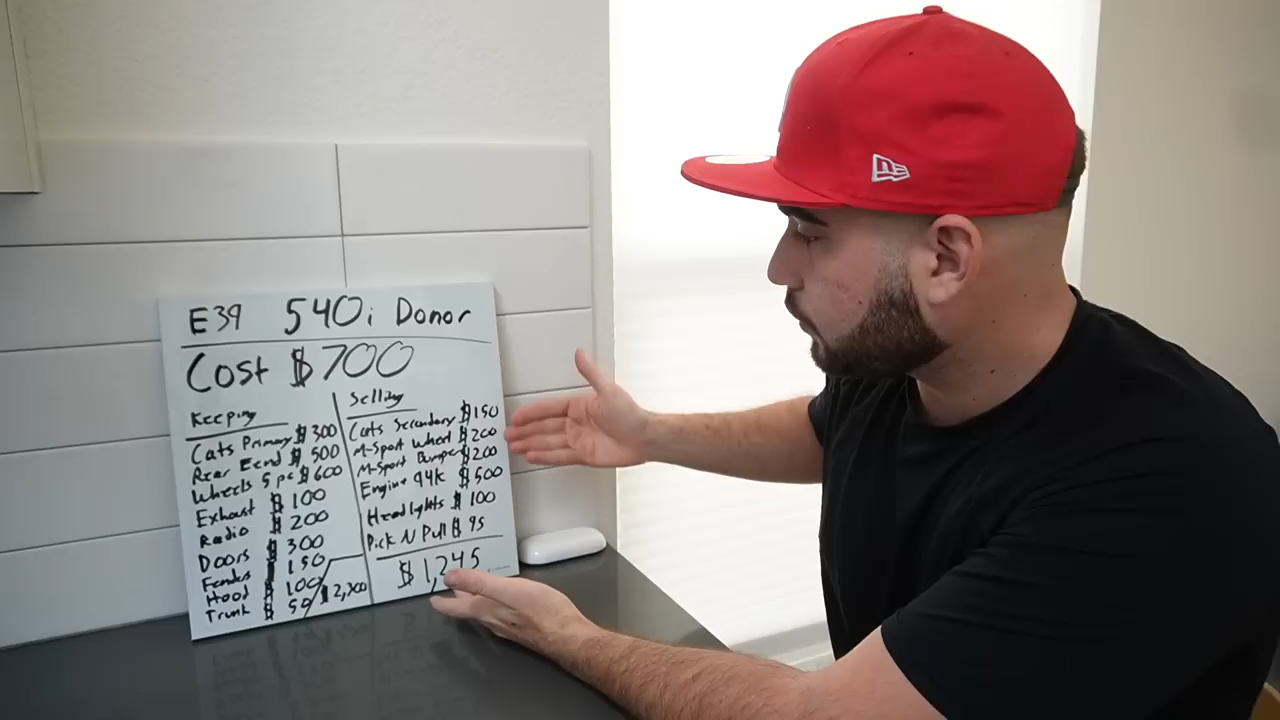 E39 540i Donor
Cost $700
Keeping
Cats Primary $300
Rear End $500
Wheels 5pc $600
Exhaust $100
Radio $200
Doors $300
Fender $150
Hood $100
Trunk $50
$2,300
Selling
Cats Secondary $150
M-Sport Wheel $200
M-Sport Bumper $200
Engine 94k $500
Headlights $100
Pick N Pull $95
$1,245